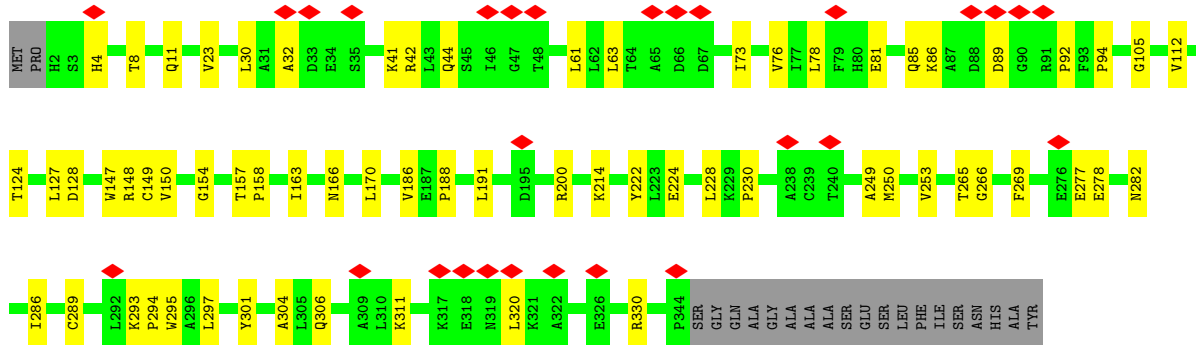 MET PRO H2 S3 H4 T8 Q11 V23 L30 A31 A32 D33 E34 S35 K41 R42 L43 Q44 S45 I46 G47 T48 L61 L62 L63 T64 A65 D66 D67 I73 V76 I77 L78 F79 H80 E81 Q85 K86 A87 D88 D89 G90 R91 P92 F93 P94 G105 V112
T124 L127 D128 W147 R148 C149 V150 G154 T157 P158 I163 N166 L170 V186 E187 P188 L191 D195 R200 K214 Y222 L223 E224 L228 K229 P230 A238 C239 T240 A249 M250 V253 T265 G266 F269 E276 E277 E278 N282
I286 C289 L292 K293 P294 W295 A296 L297 Y301 A304 L305 Q306 A309 L310 K311 K317 E318 N319 L320 K321 A322 E326 R330 P344 SER GLY GLN ALA GLY ALA ALA ALA SER GLU SER LEU PHE ILE SER ASN HIS ALA TYR